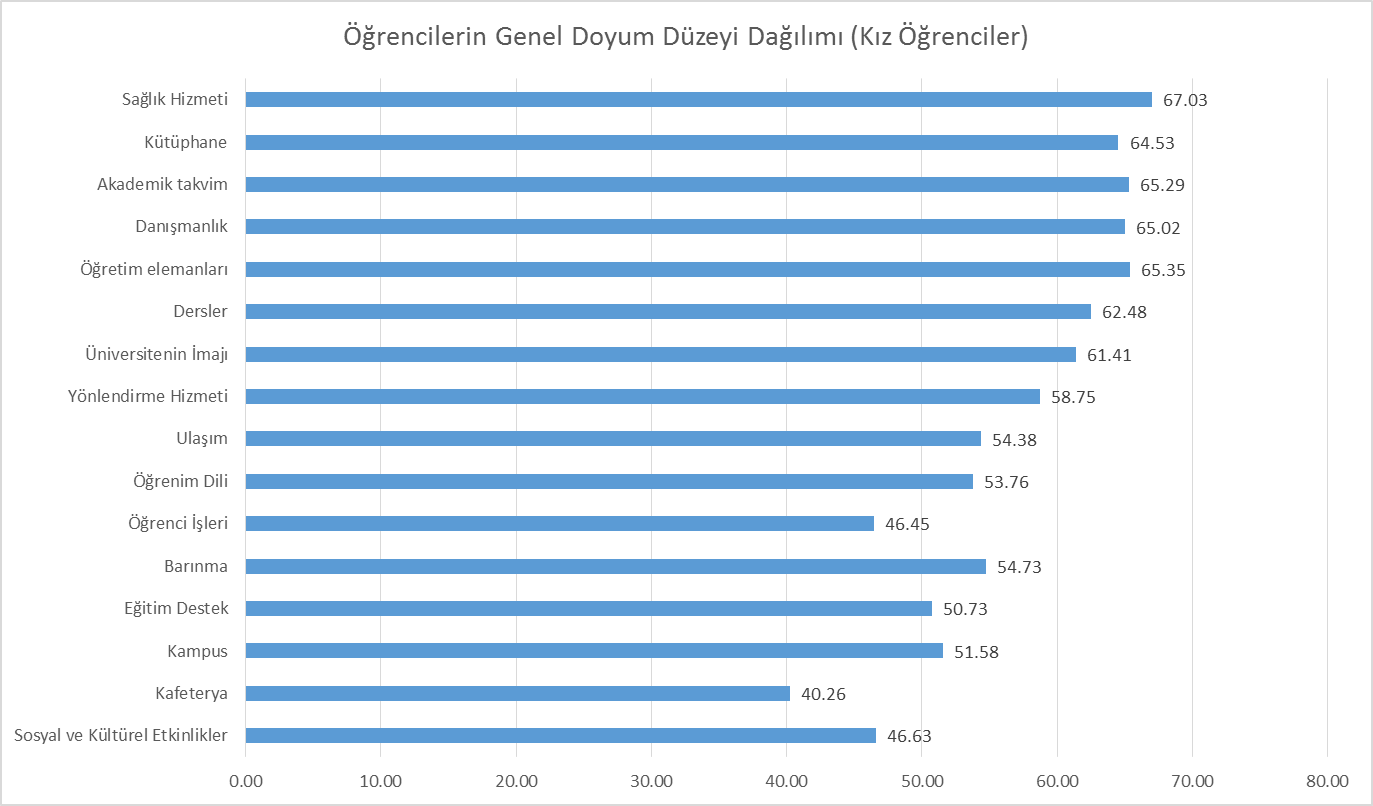 Öğrencilerin Genel Doyum Düzeyi Dağılımı (Kız Öğrenciler)
Sağlık Hizmeti 67.03
Kütüphane 64.53
Akademik takvim 65.29
Danışmanlık 65.02
Öğretim elemanları 65.35
Dersler 62.48
Üniversitenin İmajı 61.41
Yönlendirme Hizmeti 58.75
Ulaşım 54.38
Öğrenim Dili 53.76
Öğrenci İşleri 46.45
Barınma 54.73
Eğitim Destek 50.73
Kampus 51.58
Kafeterya 40.26
Sosyal ve Kültürel Etkinlikler 46.63
0.00 10.00 20.00 30.00 40.00 50.00 60.00 70.00 80.00